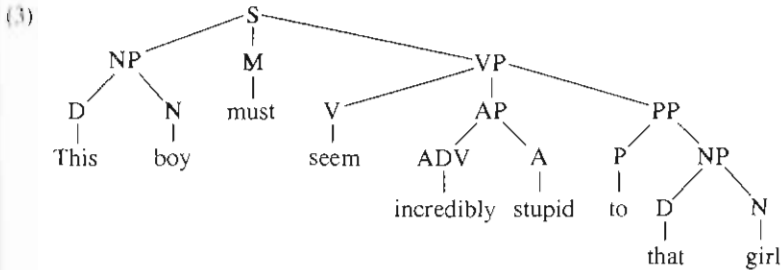 (3) S
NP M VP
D N must V AP PP
This boy seem ADV A P NP
incredibly stupid to D N
that girl